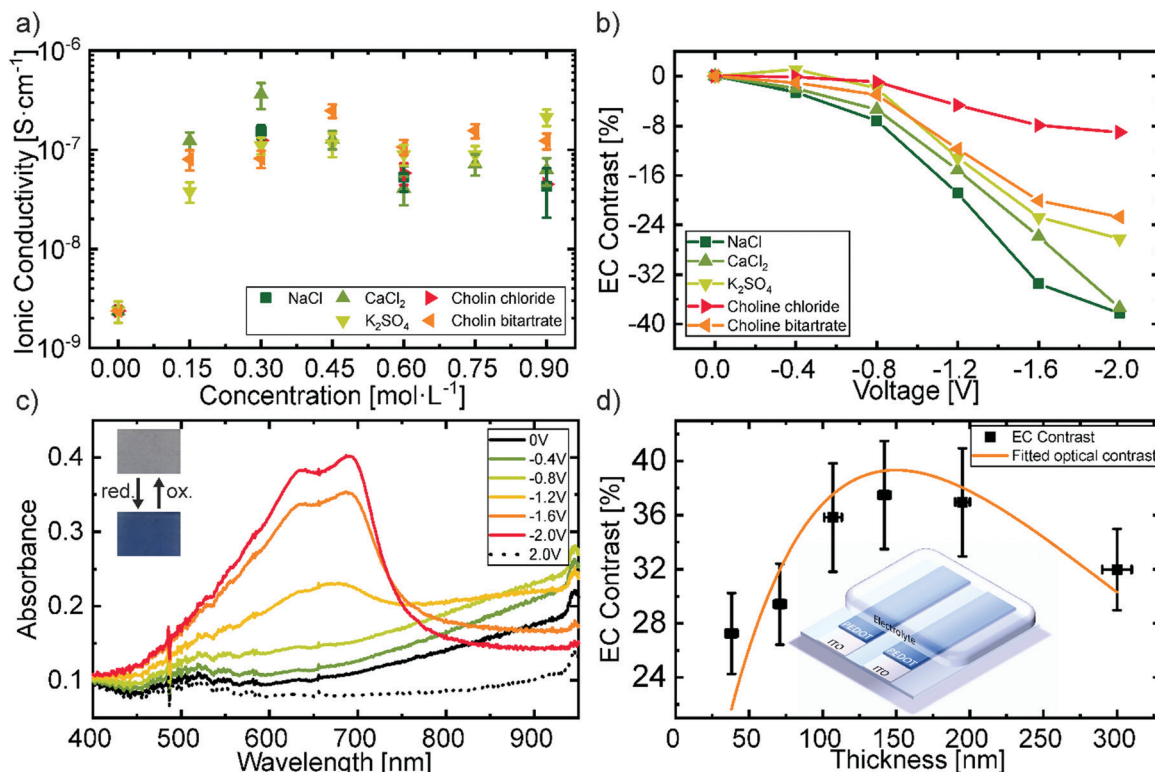 a)
Ionic Conductivity [S·cm⁻¹]
10⁻⁶
10⁻⁷
10⁻⁸
10⁻⁹
NaCl
CaCl₂
Cholin chloride
K₂SO₄
Cholin bitartrate
0.00 0.15 0.30 0.45 0.60 0.75 0.90
Concentration [mol·L⁻¹]
b)
EC Contrast [%]
0
-8
-16
-24
-32
-40
NaCl
CaCl₂
K₂SO₄
Choline chloride
Choline bitartrate
0.0 -0.4 -0.8 -1.2 -1.6 -2.0
Voltage [V]
c)
Absorbance
0.4
0.3
0.2
0.1
red. ox.
0V
-0.4V
-0.8V
-1.2V
-1.6V
-2.0V
2.0V
400 500 600 700 800 900
Wavelength [nm]
d)
EC Contrast [%]
40
36
32
28
24
EC Contrast
Fitted optical contrast
Electrolyte
PEDOT
PEDOT
ITO
ITO
0 50 100 150 200 250 300
Thickness [nm]